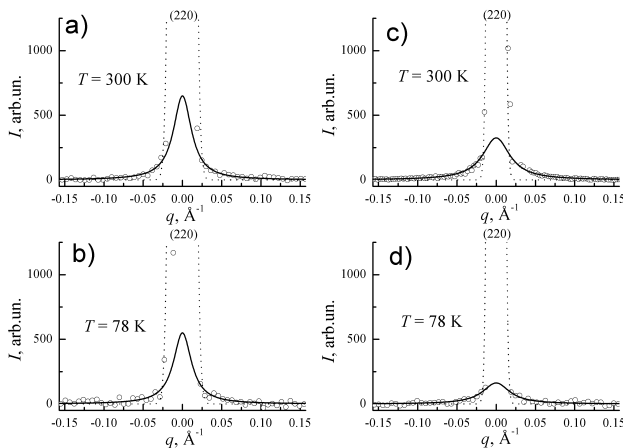 a)
(220)
T = 300 K
I, arb.un.
1000
500
0
-0.15 -0.10 -0.05 0.00 0.05 0.10 0.15
q, Å-1
c)
(220)
T = 300 K
I, arb.un.
1000
500
0
-0.15 -0.10 -0.05 0.00 0.05 0.10 0.15
q, Å-1
b)
(220)
T = 78 K
I, arb.un.
1000
500
0
-0.15 -0.10 -0.05 0.00 0.05 0.10 0.15
q, Å-1
d)
(220)
T = 78 K
I, arb.un.
1000
500
0
-0.15 -0.10 -0.05 0.00 0.05 0.10 0.15
q, Å-1